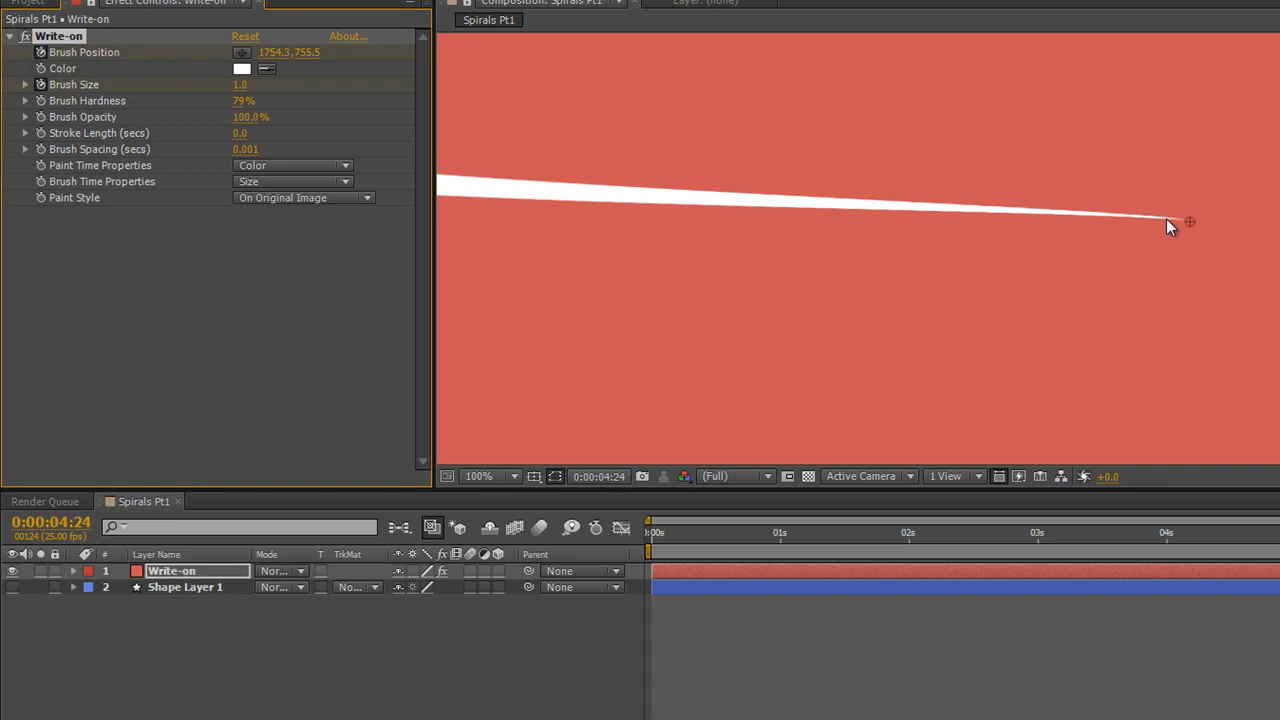 Project Effect Controls: Write-on Composition: Spirals Pt1 Layer: (none)
Spirals Pt1 • Write-on
Spirals Pt1
fx Write-on Reset About...
Brush Position 1754.3,755.5
Color
Brush Size 1.0
Brush Hardness 79%
Brush Opacity 100.0%
Stroke Length (secs) 0.0
Brush Spacing (secs) 0.001
Paint Time Properties Color
Brush Time Properties Size
Paint Style On Original Image
100% 0:00:04:24 (Full) Active Camera 1 View +0.0
Render Queue Spirals Pt1
0:00:04:24
00124 (25.00 fps)
:00s 01s 02s 03s 04s
# Layer Name Mode T TrkMat fx Parent
1 Write-on Nor... fx None
2 Shape Layer 1 Nor... No... None